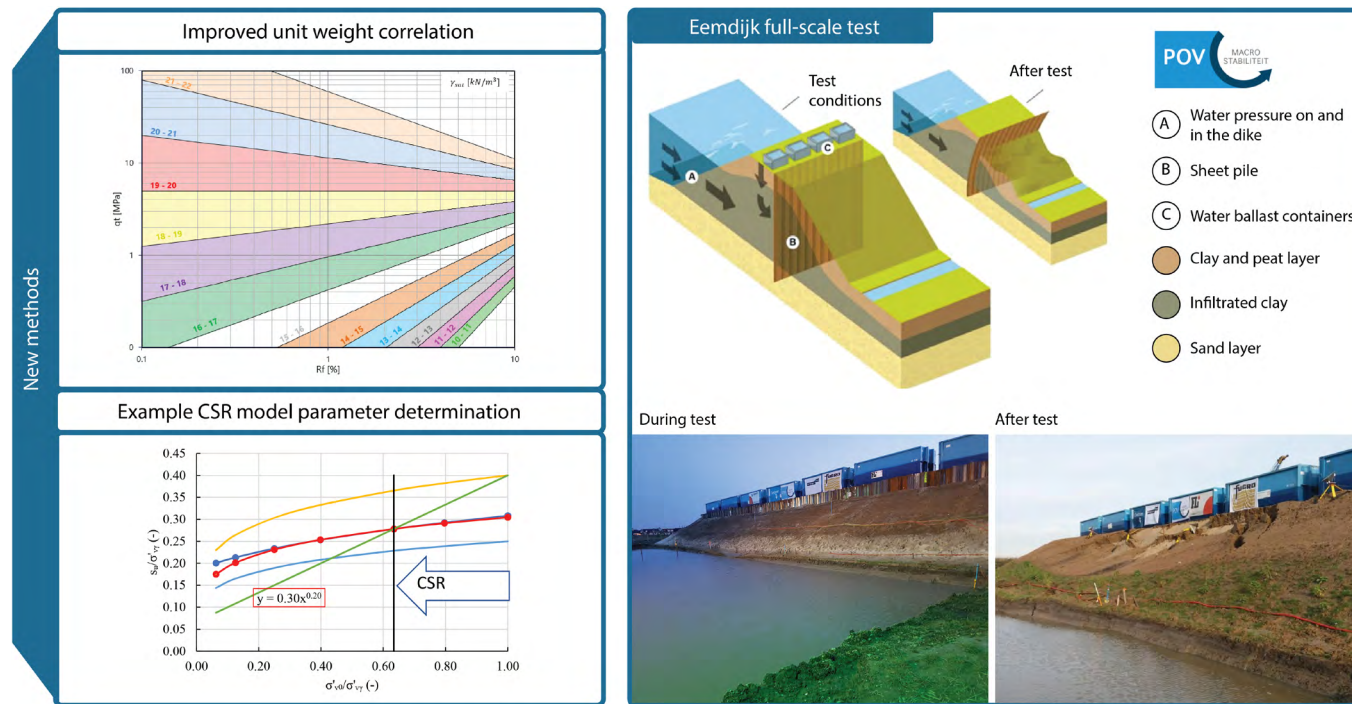 New methods
Improved unit weight correlation
γsat [kN/m³]
100
10
1
0
qt [MPa]
21 - 22
20 - 21
19 - 20
18 - 19
17 - 18
16 - 17
15 - 16
14 - 15
13 - 14
12 - 13
11 - 12
10 - 11
0.1
1
10
Rf [%]
Example CSR model parameter determination
0.45
0.40
0.35
0.30
0.25
0.20
0.15
0.10
0.05
0.00
CSR
y = 0.30x^0.20
0.00
0.20
0.40
0.60
0.80
1.00
Eemdijk full-scale test
Test
conditions
After test
A
B
C
POV
MACRO
STABILITEIT
A Water pressure on and
in the dike
B Sheet pile
C Water ballast containers
Clay and peat layer
Infiltrated clay
Sand layer
During test
After test
fugro